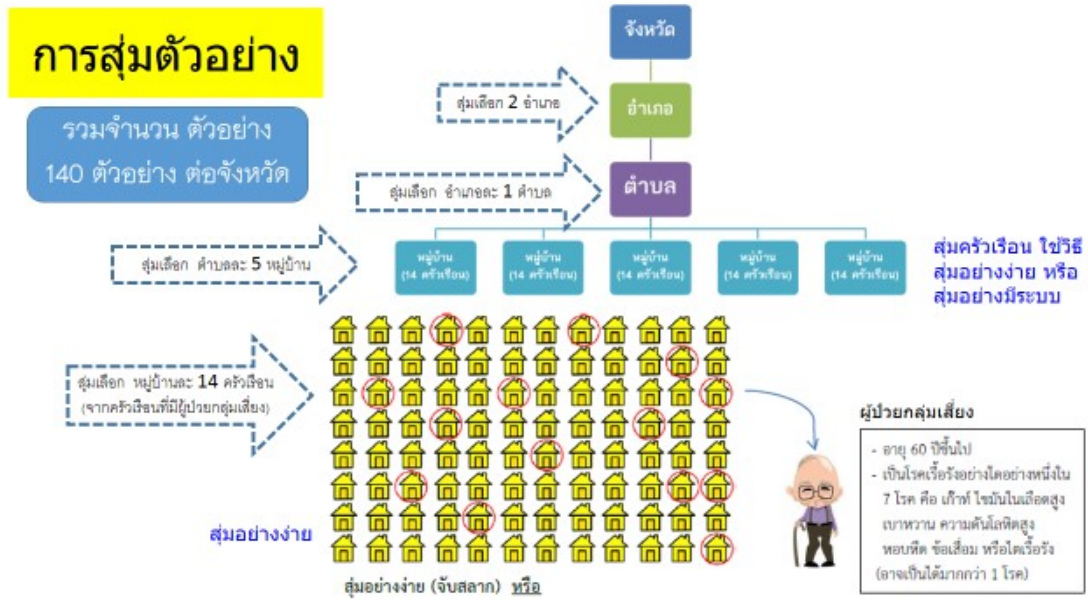 การสุ่มตัวอย่าง
รวมจำนวน ตัวอย่าง
140 ตัวอย่าง ต่อจังหวัด
จังหวัด
สุ่มเลือก 2 อำเภอ
อำเภอ
สุ่มเลือก อำเภอละ 1 ตำบล
ตำบล
สุ่มเลือก ตำบลละ 5 หมู่บ้าน
หมู่บ้าน
(14 ครัวเรือน)
หมู่บ้าน
(14 ครัวเรือน)
หมู่บ้าน
(14 ครัวเรือน)
หมู่บ้าน
(14 ครัวเรือน)
หมู่บ้าน
(14 ครัวเรือน)
สุ่มครัวเรือน ใช้วิธี
สุ่มอย่างง่าย หรือ
สุ่มอย่างมีระบบ
สุ่มเลือก หมู่บ้านละ 14 ครัวเรือน
(จากครัวเรือนที่มีผู้ป่วยกลุ่มเสี่ยง)
ผู้ป่วยกลุ่มเสี่ยง
- อายุ 60 ปีขึ้นไป
- เป็นโรคเรื้อรังอย่างใดอย่างหนึ่งใน
7 โรค คือ เก๊าท์ ไขมันในเลือดสูง
เบาหวาน ความดันโลหิตสูง
หอบหืด ข้อเสื่อม หรือไตเรื้อรัง
(อาจเป็นได้มากกว่า 1 โรค)
สุ่มอย่างง่าย
สุ่มอย่างง่าย (จับสลาก) หรือ